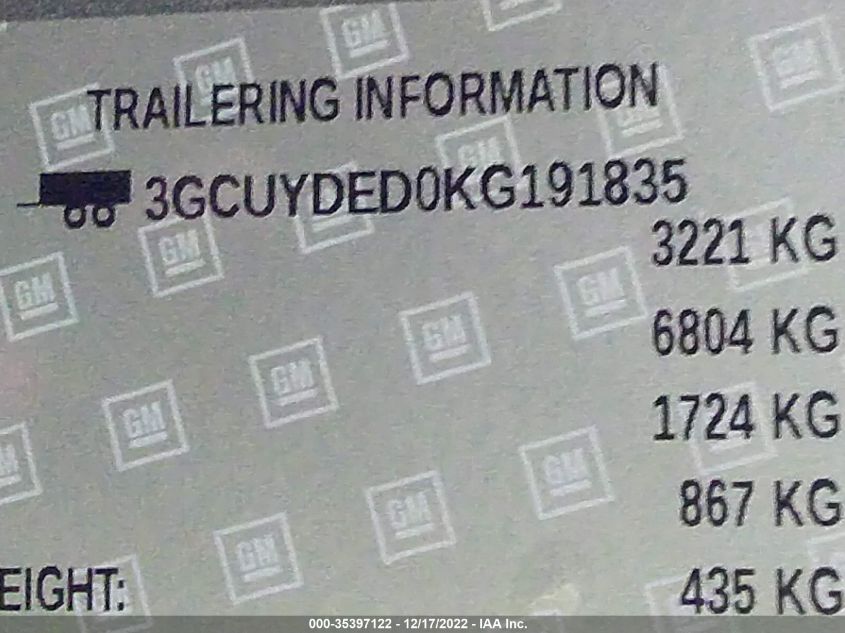 TRAILERING INFORMATION
3GCUYDED0KG191835
3221 KG
6804 KG
1724 KG
867 KG
EIGHT: 435 KG
000-35397122 - 12/17/2022 - IAA Inc.